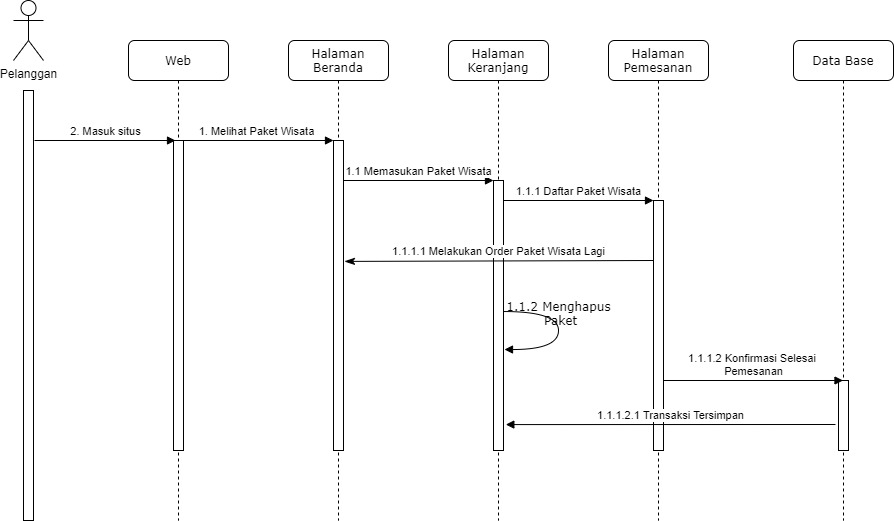 Pelanggan
Web
Halaman
Beranda
Halaman
Keranjang
Halaman
Pemesanan
Data Base
2. Masuk situs
1. Melihat Paket Wisata
1.1 Memasukan Paket Wisata
1.1.1 Daftar Paket Wisata
1.1.1.1 Melakukan Order Paket Wisata Lagi
1.1.2 Menghapus
Paket
1.1.1.2 Konfirmasi Selesai
Pemesanan
1.1.1.2.1 Transaksi Tersimpan